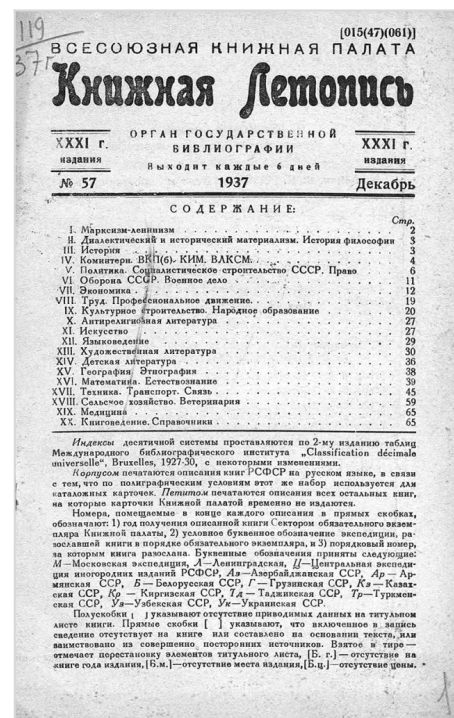 119
37г
[015(47)(061)]
ВСЕСОЮЗНАЯ КНИЖНАЯ ПАЛАТА
Книжная Летопись
XXXI г.
издания
ОРГАН ГОСУДАРСТВЕННОЙ
БИБЛИОГРАФИИ
Выходит каждые 6 дней
XXXI г.
издания
№ 57
1937
Декабрь
СОДЕРЖАНИЕ:
Стр.
I. Марксизм-ленинизм . . . . . 2
II. Диалектический и исторический материализм. История философии 3
III. История . . . . . 3
IV. Коминтерн. ВКП(б). КИМ. ВЛКСМ. . . . . 4
V. Политика. Социалистическое строительство СССР. Право . . . . 6
VI. Оборона СССР. Военное дело . . . . . 11
VII. Экономика . . . . . 12
VIII. Труд. Профессиональное движение. . . . . 19
IX. Культурное строительство. Народное образование . . . . . 20
X. Антирелигиозная литература . . . . . 27
XI. Искусство . . . . . 27
XII. Языковедение . . . . . 29
XIII. Художественная литература . . . . . 30
XIV. Детская литература . . . . . 36
XV. География. Этнография . . . . . 38
XVI. Математика. Естествознание . . . . . 39
XVII. Техника. Транспорт. Связь . . . . . 45
XVIII. Сельское хозяйство. Ветеринария . . . . . 59
XIX. Медицина . . . . . 65
XX. Книговедение. Справочники . . . . . 65
Индексы десятичной системы проставляются по 2-му изданию таблиц
Международного библиографического института „Classification décimale
universelle“, Bruxelles, 1927-30, с некоторыми изменениями.
Корпусом печатаются описания книг РСФСР на русском языке, в связи
с тем, что по полиграфическим условиям этот же набор используется для
каталожных карточек. Петитом печатаются описания всех остальных книг,
на которые карточки Книжной палатой временно не издаются.
Номера, помещаемые в конце каждого описания в прямых скобках,
обозначают: 1) год получения описанной книги Сектором обязательного экзем-
пляра Книжной палаты, 2) условное буквенное обозначение экспедиции, ра-
зославшей книги в порядке обязательного экземпляра, и 3) порядковый номер,
за которым книга разослана. Буквенные обозначения приняты следующие:
М—Московская экспедиция, Л—Ленинградская, Ц—Центральная экспеди-
ция иногородних изданий РСФСР, Аз—Азербайджанская ССР, Ар — Ар-
мянская ССР, Б — Белорусская ССР, Г — Грузинская ССР, Кз — Казах-
ская ССР, Кр — Киргизская ССР, Тд — Таджикская ССР, Тр—Туркмен-
ская ССР, Уз—Узбекская ССР, Ук—Украинская ССР.
Полускобки ⌈ ⌋ указывают отсутствие приводимых данных на титульном
листе книги. Прямые скобки [ ] указывают, что включенное в запись
сведение отсутствует на книге или составлено на основании текста, или
заимствовано из совершенно посторонних источников. Взятое в тире—
отмечает перестановку элементов титульного листа, [Б. г.] — отсутствие на
книге года издания, [Б.м.]—отсутствие места издания, [Б.ц.]—отсутствие цены.
1